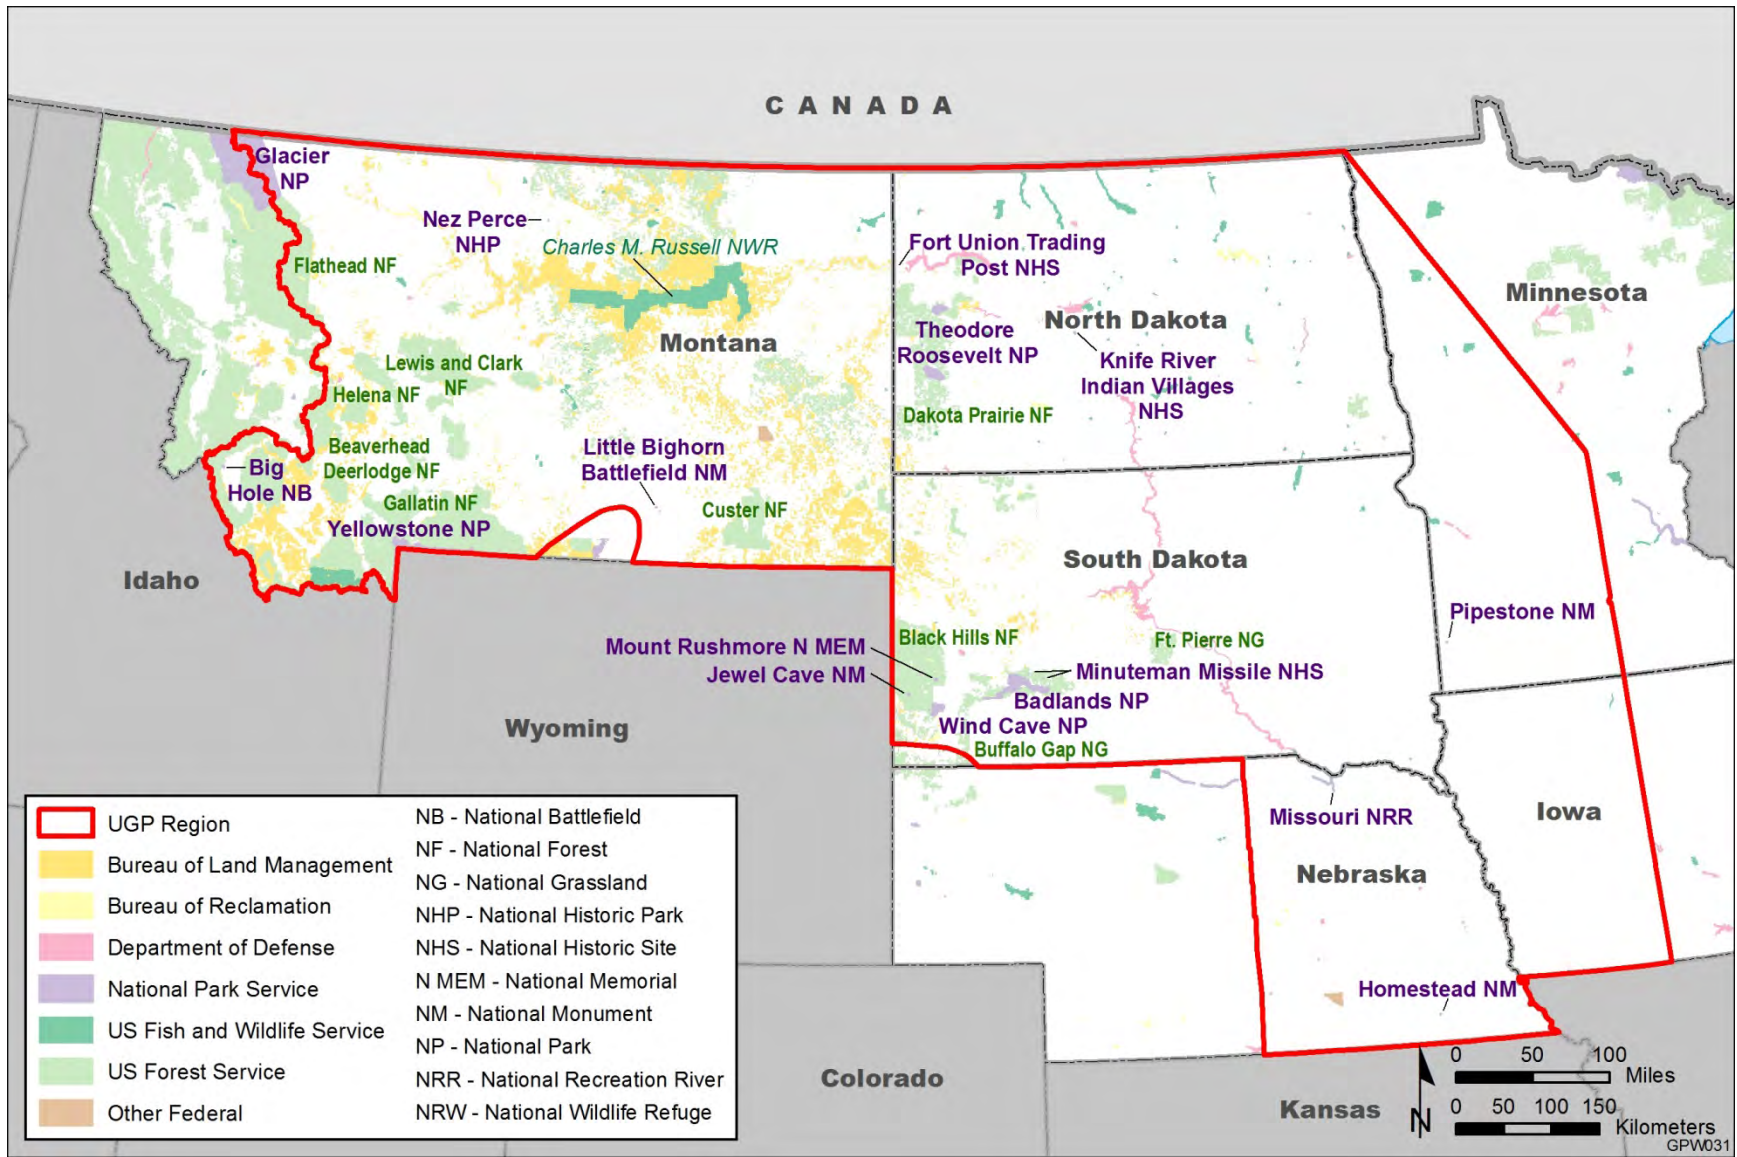 CANADA
Glacier
NP
Nez Perce
NHP
Charles M. Russell NWR
Fort Union Trading
Post NHS
Flathead NF
Minnesota
Montana
North Dakota
Theodore
Roosevelt NP
Knife River
Indian Villages
NHS
Lewis and Clark
NF
Helena NF
Dakota Prairie NF
Beaverhead
Deerlodge NF
Little Bighorn
Battlefield NM
Big
Hole NB
Gallatin NF
Custer NF
Yellowstone NP
Idaho
South Dakota
Pipestone NM
Black Hills NF
Ft. Pierre NG
Mount Rushmore N MEM
Jewel Cave NM
Minuteman Missile NHS
Badlands NP
Wind Cave NP
Buffalo Gap NG
Wyoming
Missouri NRR
Iowa
Nebraska
Homestead NM
Colorado
Kansas
UGP Region
Bureau of Land Management
Bureau of Reclamation
Department of Defense
National Park Service
US Fish and Wildlife Service
US Forest Service
Other Federal
NB - National Battlefield
NF - National Forest
NG - National Grassland
NHP - National Historic Park
NHS - National Historic Site
N MEM - National Memorial
NM - National Monument
NP - National Park
NRR - National Recreation River
NRW - National Wildlife Refuge
N
0 50 100
Miles
0 50 100 150
Kilometers
GPW031